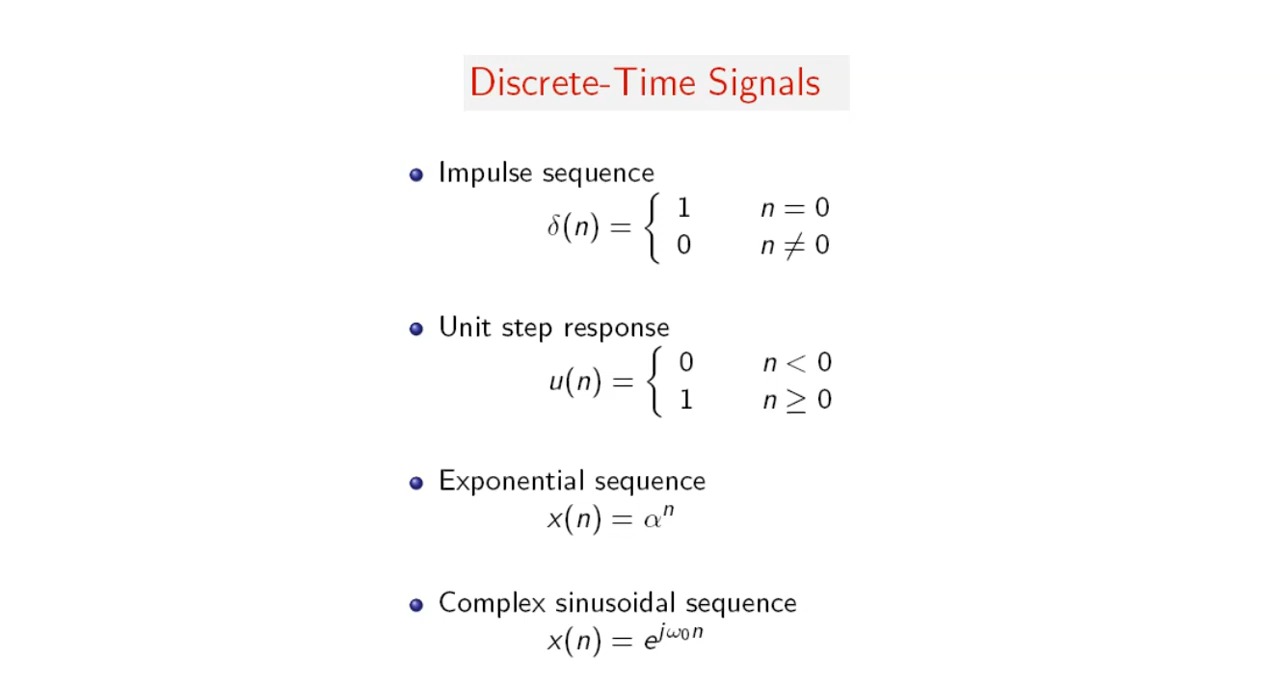 Discrete-Time Signals
Impulse sequence
δ(n) = { 1 n = 0
0 n ≠ 0
Unit step response
u(n) = { 0 n < 0
1 n ≥ 0
Exponential sequence
x(n) = αⁿ
Complex sinusoidal sequence
x(n) = e^{jω₀n}